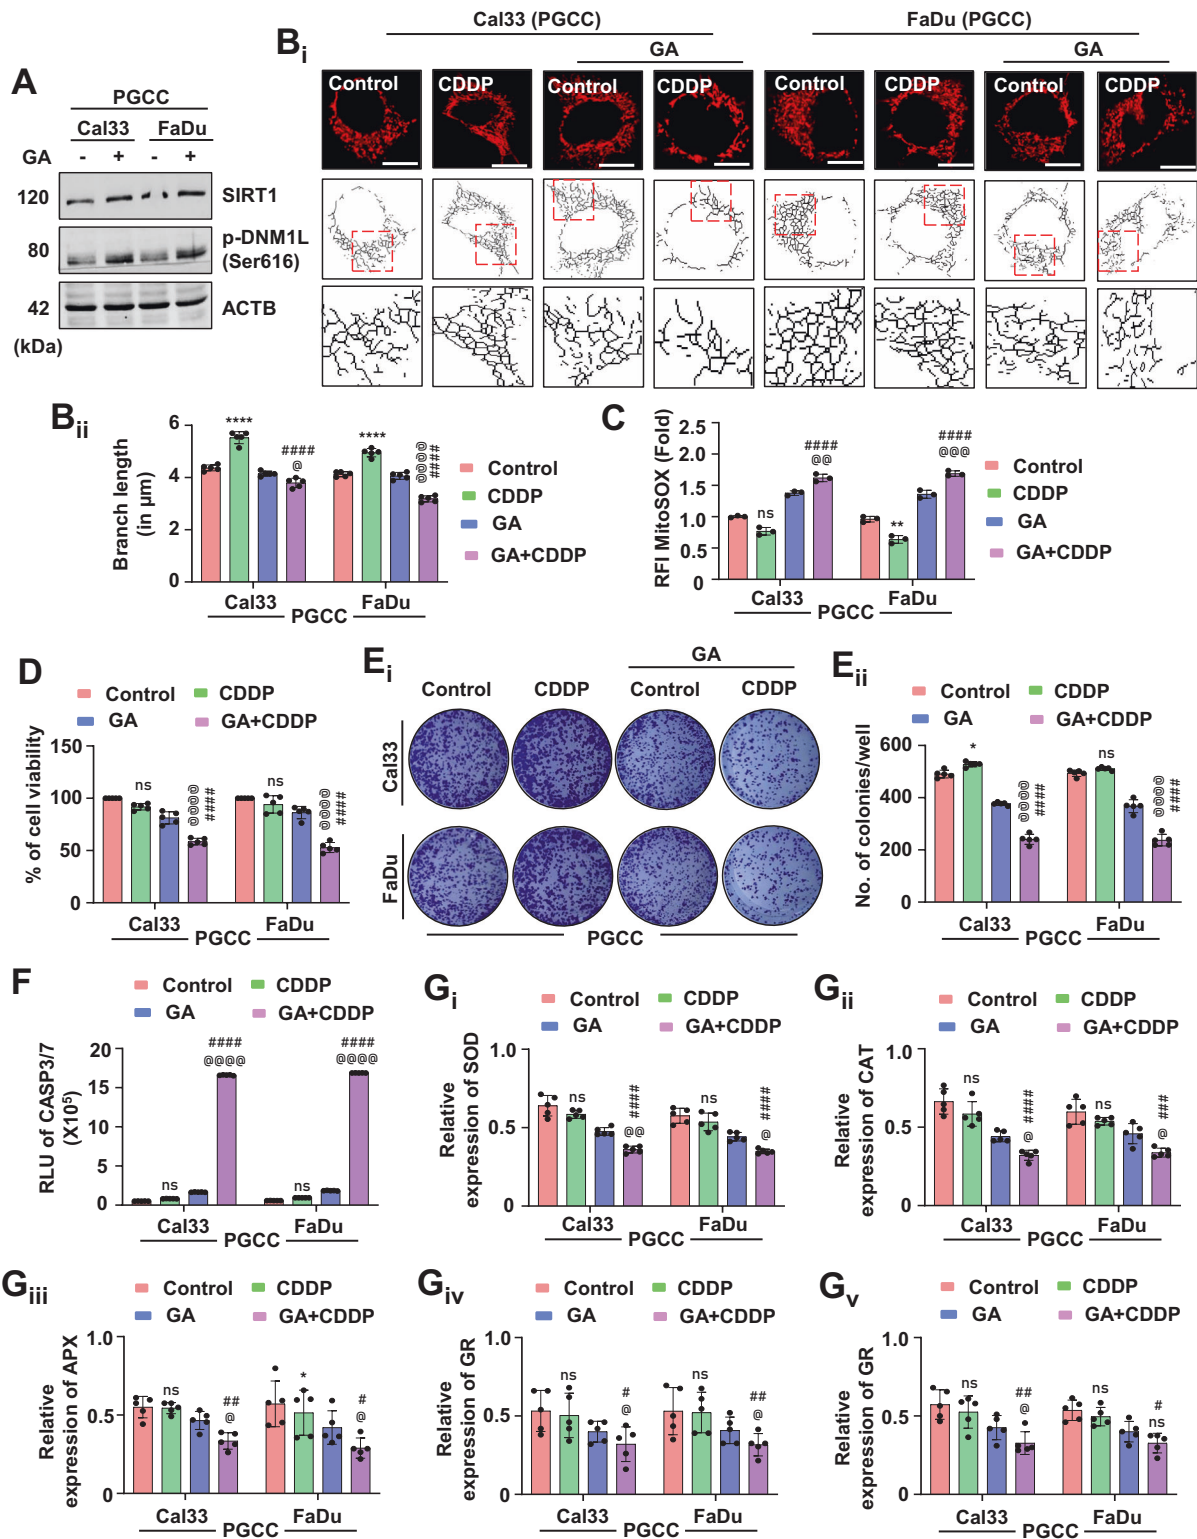 A
PGCC
Cal33 FaDu
GA - + - +
120 SIRT1
80 p-DNM1L
(Ser616)
42 ACTB
(kDa)
Bi
Cal33 (PGCC) FaDu (PGCC)
GA GA
Control CDDP Control CDDP Control CDDP Control CDDP
Bii
Branch length
(in µm)
6
4
2
0
**** #### @ **** @@@@ ####
Cal33 FaDu
PGCC
Control
CDDP
GA
GA+CDDP
C
RFI MitoSOX (Fold)
2.5
2.0
1.5
1.0
0.5
0
ns #### @@ ** #### @@@
Cal33 FaDu
PGCC
Control
CDDP
GA
GA+CDDP
D
Control CDDP
GA GA+CDDP
% of cell viability
150
100
50
0
ns @@@@ #### ns @@@@ ####
Cal33 FaDu
PGCC
Ei
GA
Control CDDP Control CDDP
Cal33
FaDu
PGCC
Eii
Control CDDP
GA GA+CDDP
No. of colonies/well
600
400
200
0
* @@@@ #### ns @@@@ ####
Cal33 FaDu
PGCC
F
Control CDDP
GA GA+CDDP
RLU of CASP3/7
(X10⁵)
20
15
10
5
0
ns #### @@@@ ns #### @@@@
Cal33 FaDu
PGCC
Gi
Control CDDP
GA GA+CDDP
Relative
expression of SOD
1.0
0.5
0
ns #### @@ ns #### @
Cal33 FaDu
PGCC
Gii
Control CDDP
GA GA+CDDP
Relative
expression of CAT
1.0
0.5
0
ns #### @ ns ### @
Cal33 FaDu
PGCC
Giii
Control CDDP
GA GA+CDDP
Relative
expression of APX
1.0
0.5
0
ns ## @ * # @
Cal33 FaDu
PGCC
Giv
Control CDDP
GA GA+CDDP
Relative
expression of GR
1.0
0.5
0
ns # @ ns ## @
Cal33 FaDu
PGCC
Gv
Control CDDP
GA GA+CDDP
Relative
expression of GR
1.0
0.5
0
ns ## @ ns # ns
Cal33 FaDu
PGCC